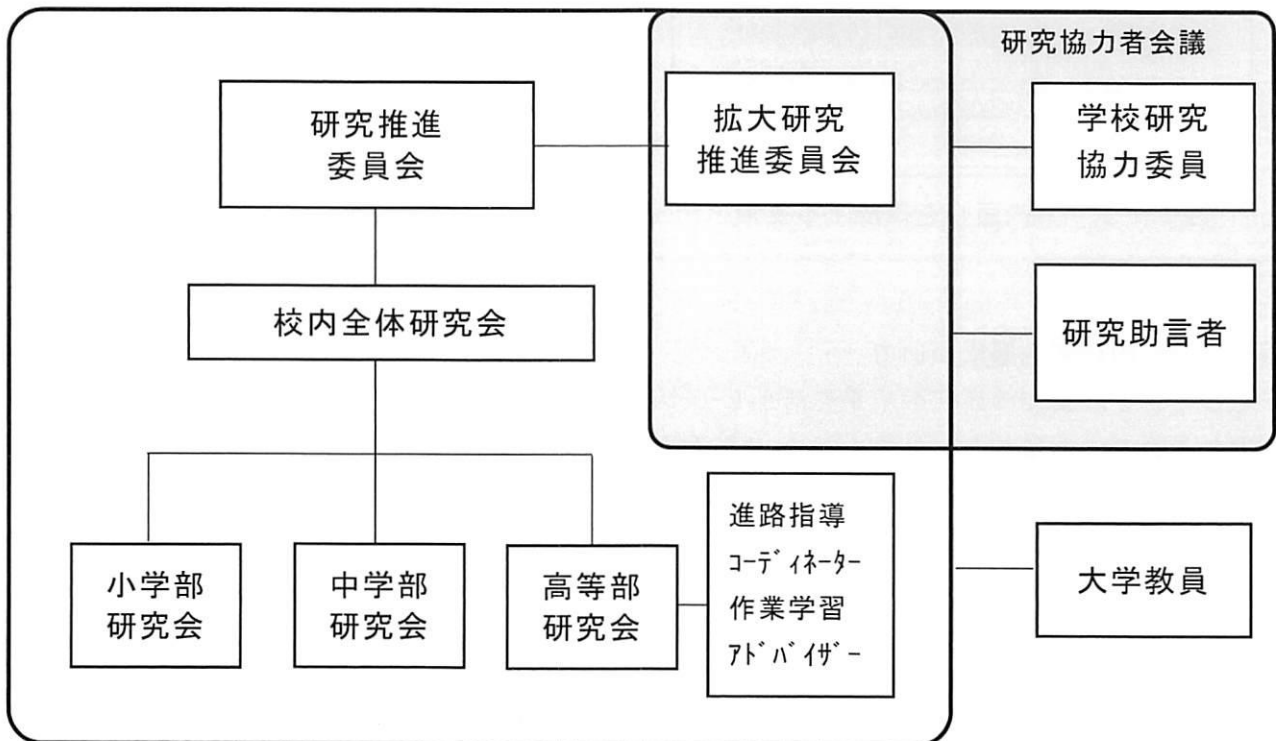 研究協力者会議
研究推進
委員会
拡大研究
推進委員会
学校研究
協力委員
校内全体研究会
研究助言者
小学部
研究会
中学部
研究会
高等部
研究会
進路指導
ｺｰﾃﾞｨﾈｰﾀｰ
作業学習
ｱﾄﾞﾊﾞｲｻﾞｰ
大学教員